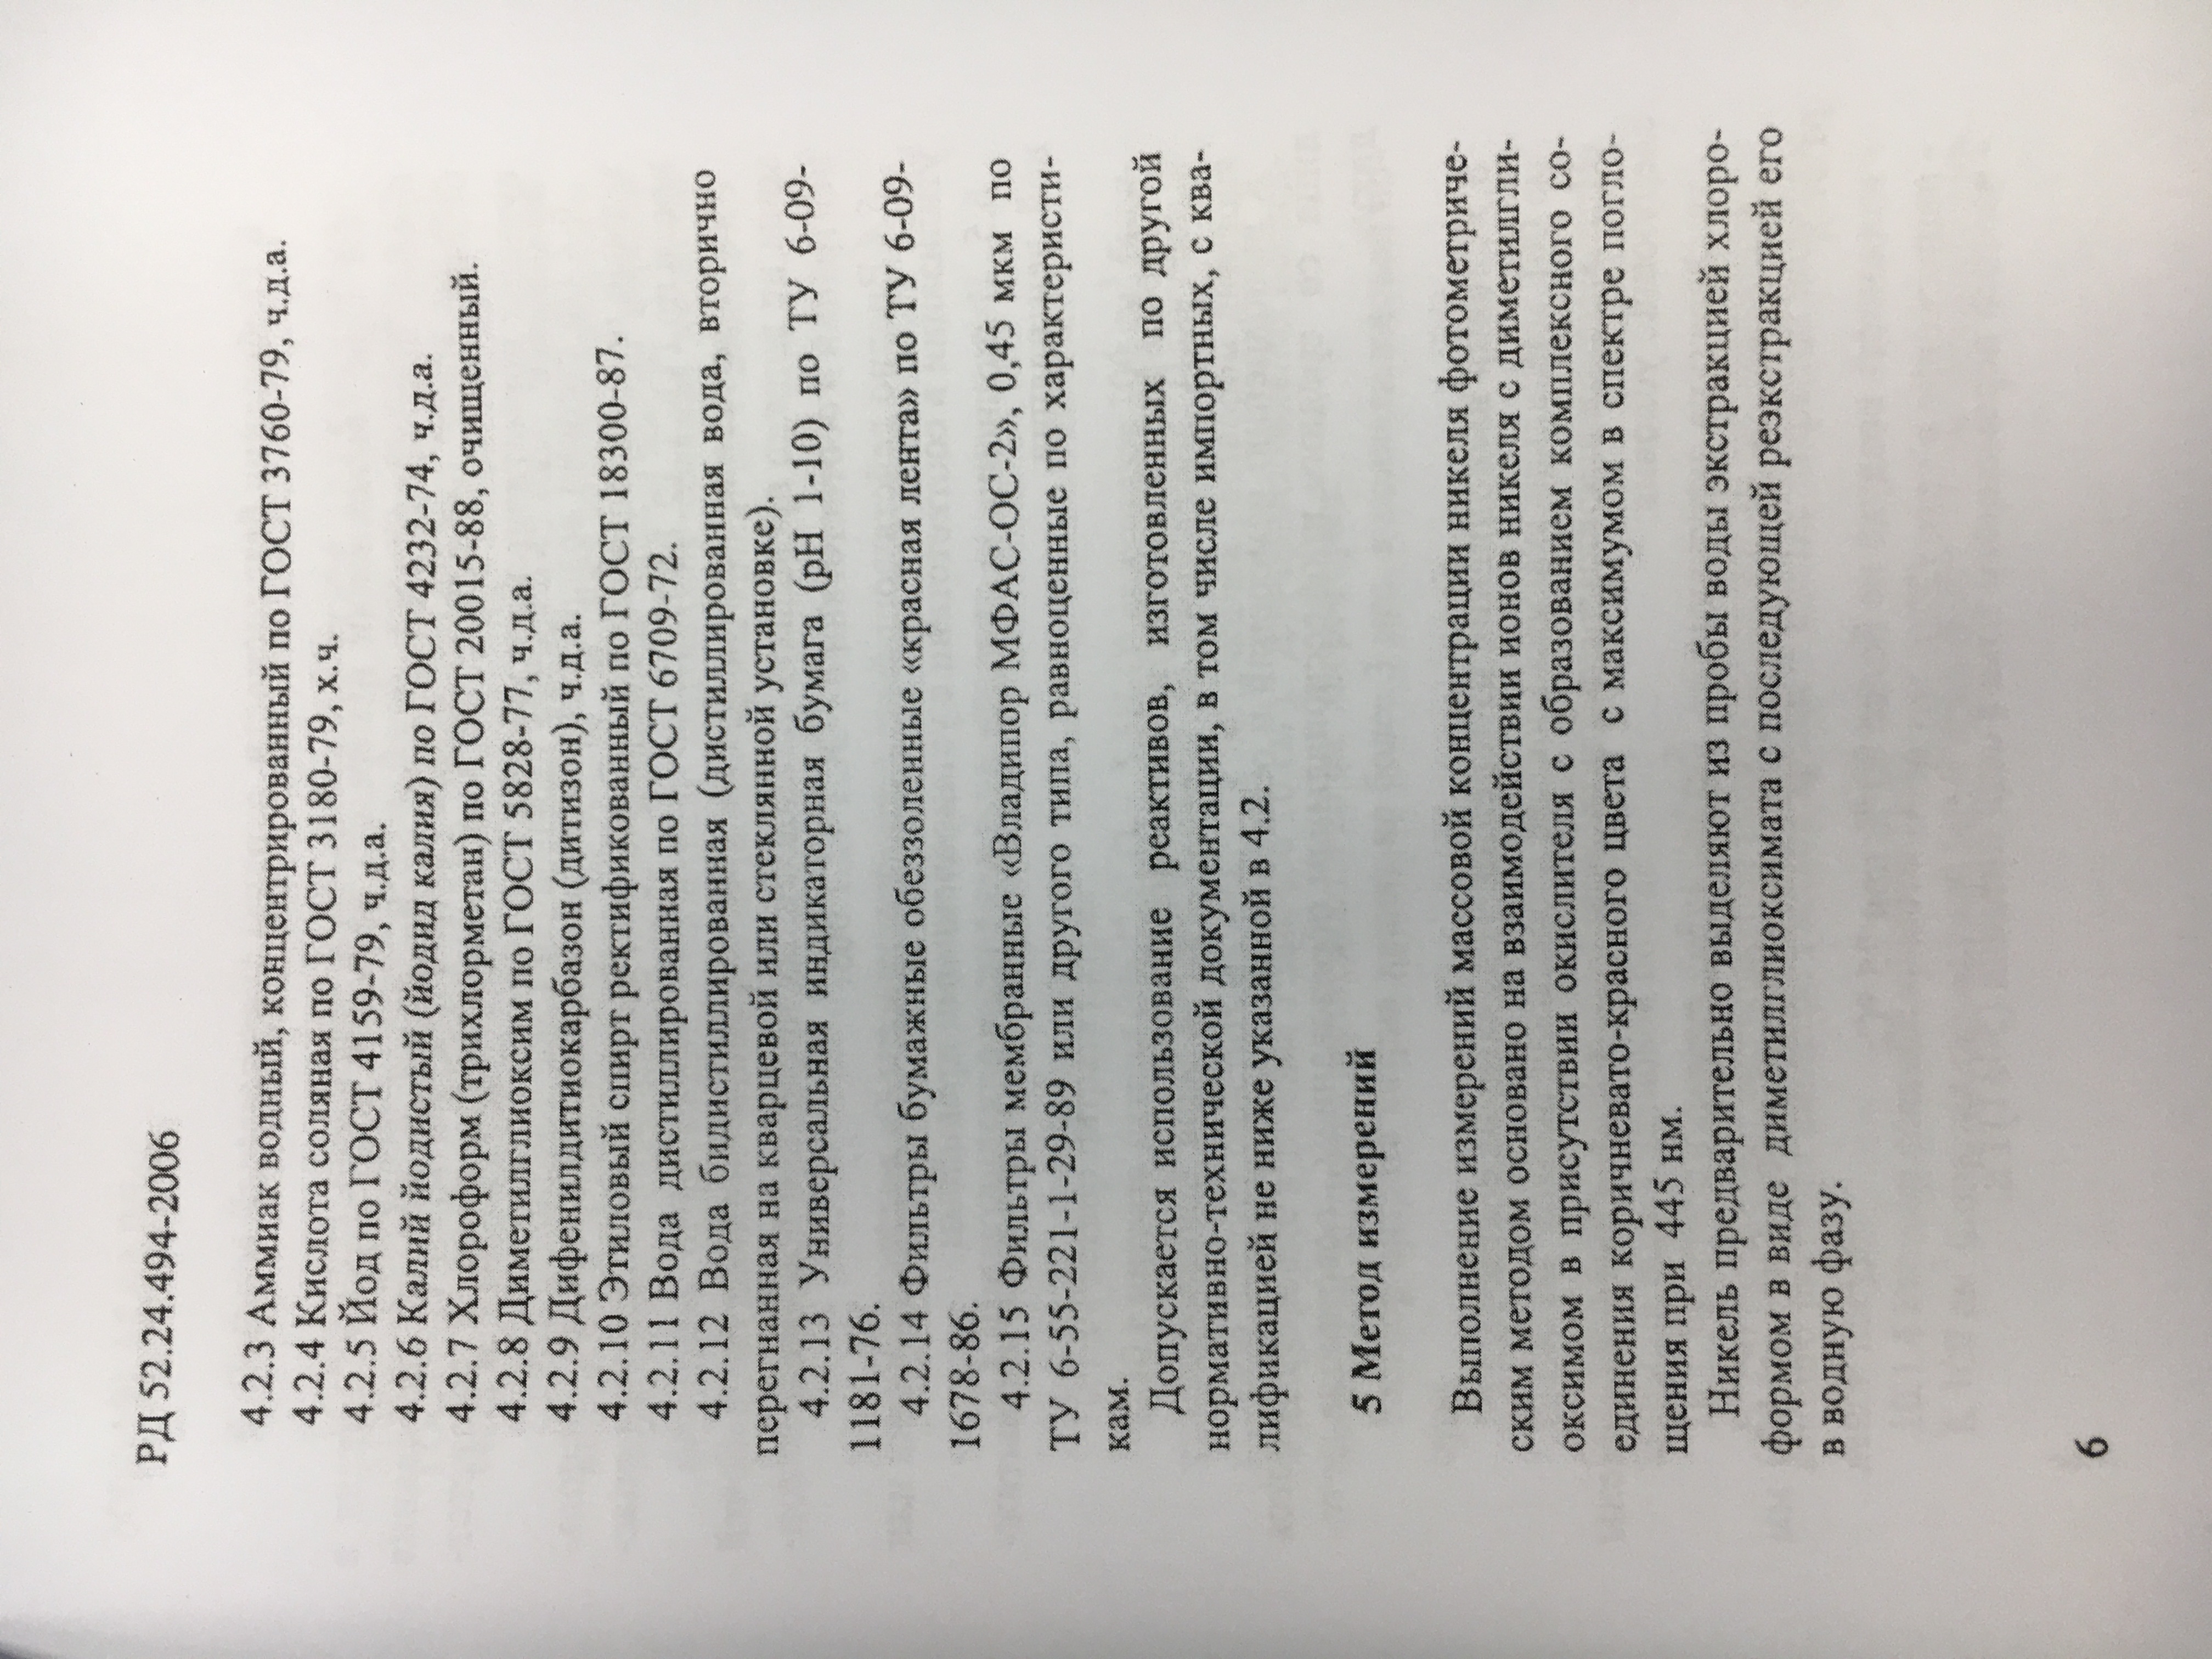 РД 52.24.494-2006
4.2.3 Аммиак водный, концентрированный по ГОСТ 3760-79, ч.д.а.
4.2.4 Кислота соляная по ГОСТ 3180-79, х.ч.
4.2.5 Йод по ГОСТ 4159-79, ч.д.а.
4.2.6 Калий йодистый (йодид калия) по ГОСТ 4232-74, ч.д.а.
4.2.7 Хлороформ (трихлорметан) по ГОСТ 20015-88, очищенный.
4.2.8 Диметилглиоксим по ГОСТ 5828-77, ч.д.а.
4.2.9 Дифенилдитиокарбазон (дитизон), ч.д.а.
4.2.10 Этиловый спирт ректификованный по ГОСТ 18300-87.
4.2.11 Вода дистиллированная по ГОСТ 6709-72.
4.2.12 Вода бидистиллированная (дистиллированная вода, вторично
перегнанная на кварцевой или стеклянной установке).
4.2.13 Универсальная индикаторная бумага (рН 1-10) по ТУ 6-09-
1181-76.
4.2.14 Фильтры бумажные обеззоленные «красная лента» по ТУ 6-09-
1678-86.
4.2.15 Фильтры мембранные «Владипор МФАС-ОС-2», 0,45 мкм по
ТУ 6-55-221-1-29-89 или другого типа, равноценные по характеристи-
кам.
Допускается использование реактивов, изготовленных по другой
нормативно-технической документации, в том числе импортных, с ква-
лификацией не ниже указанной в 4.2.
5 Метод измерений
Выполнение измерений массовой концентрации никеля фотометриче-
ским методом основано на взаимодействии ионов никеля с диметилгли-
оксимом в присутствии окислителя с образованием комплексного со-
единения коричневато-красного цвета с максимумом в спектре погло-
щения при 445 нм.
Никель предварительно выделяют из пробы воды экстракцией хлоро-
формом в виде диметилглиоксимата с последующей реэкстракцией его
в водную фазу.
6